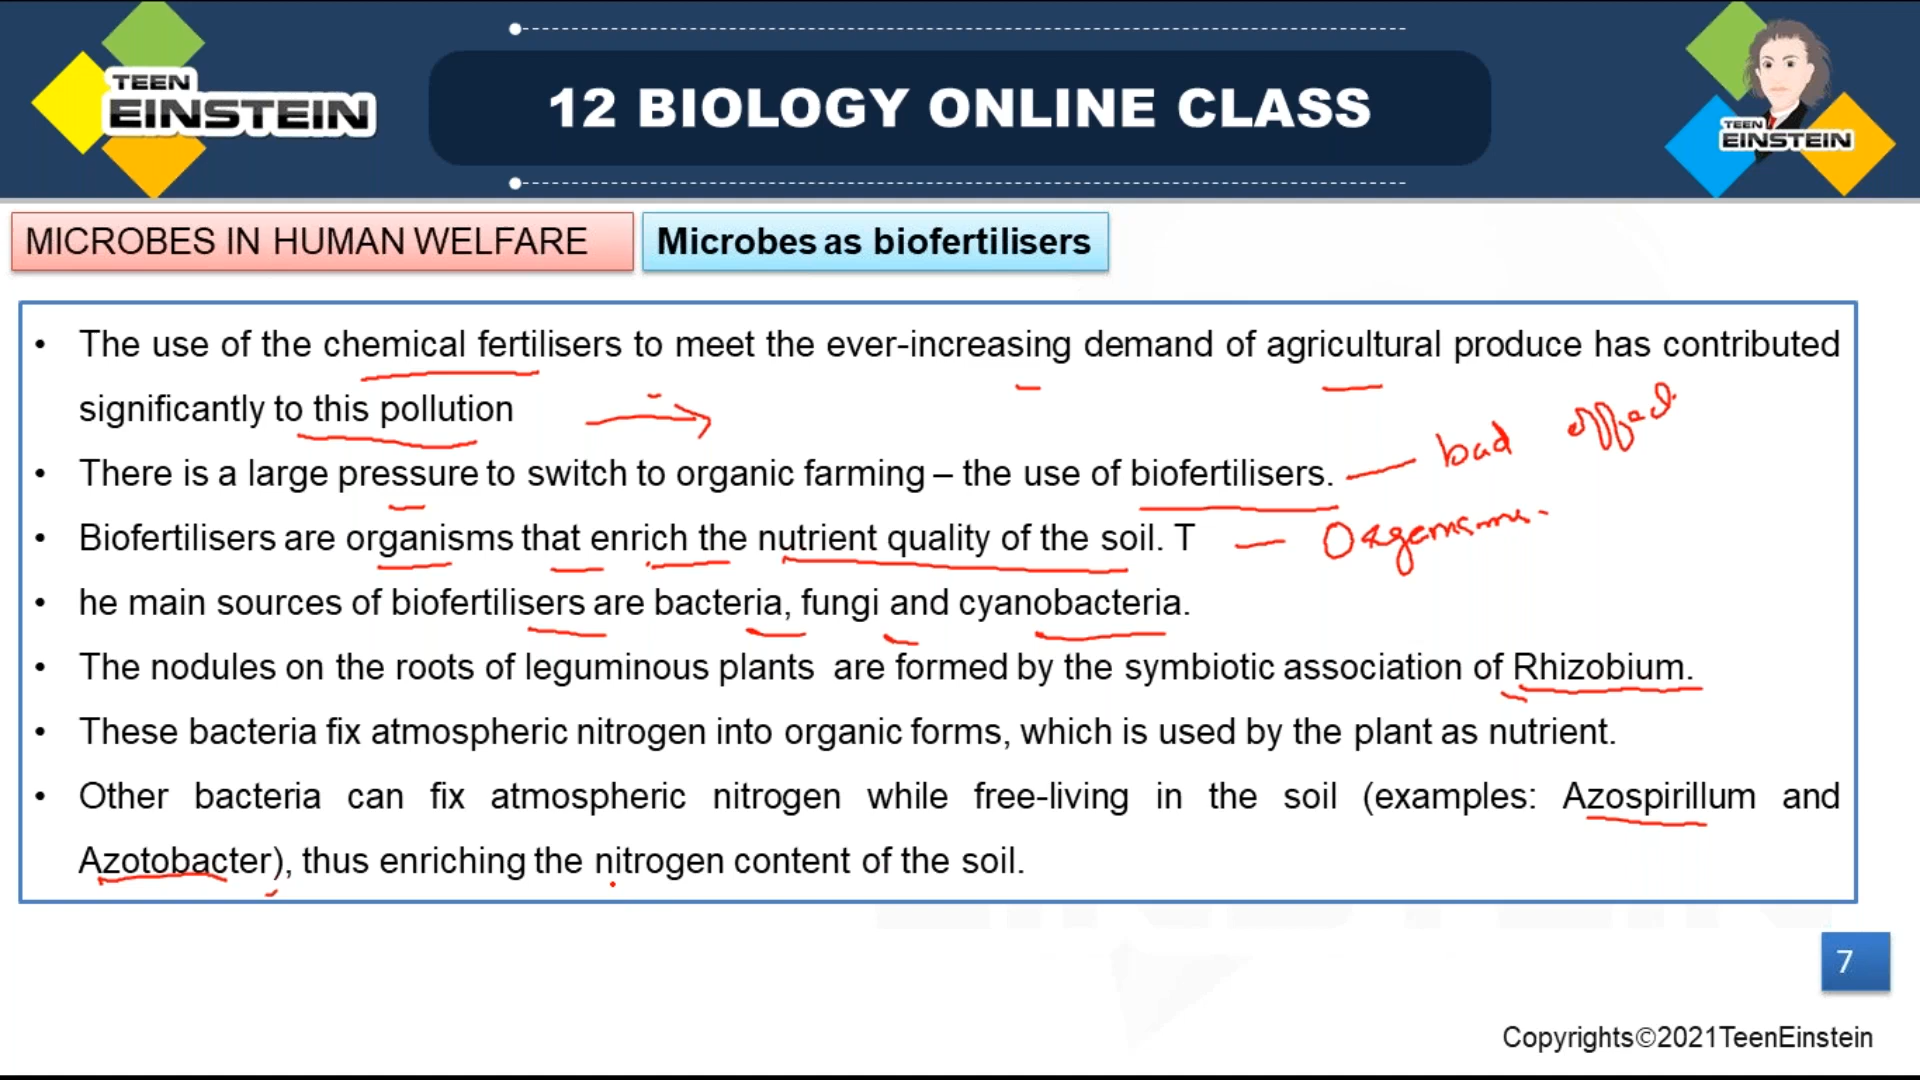 TEEN
EINSTEIN
12 BIOLOGY ONLINE CLASS
TEEN
EINSTEIN
MICROBES IN HUMAN WELFARE
Microbes as biofertilisers
• The use of the chemical fertilisers to meet the ever-increasing demand of agricultural produce has contributed
significantly to this pollution
bad effect
• There is a large pressure to switch to organic farming – the use of biofertilisers.
• Biofertilisers are organisms that enrich the nutrient quality of the soil. T
Organisms.
• he main sources of biofertilisers are bacteria, fungi and cyanobacteria.
• The nodules on the roots of leguminous plants are formed by the symbiotic association of Rhizobium.
• These bacteria fix atmospheric nitrogen into organic forms, which is used by the plant as nutrient.
• Other bacteria can fix atmospheric nitrogen while free-living in the soil (examples: Azospirillum and
Azotobacter), thus enriching the nitrogen content of the soil.
7
Copyrights©2021TeenEinstein